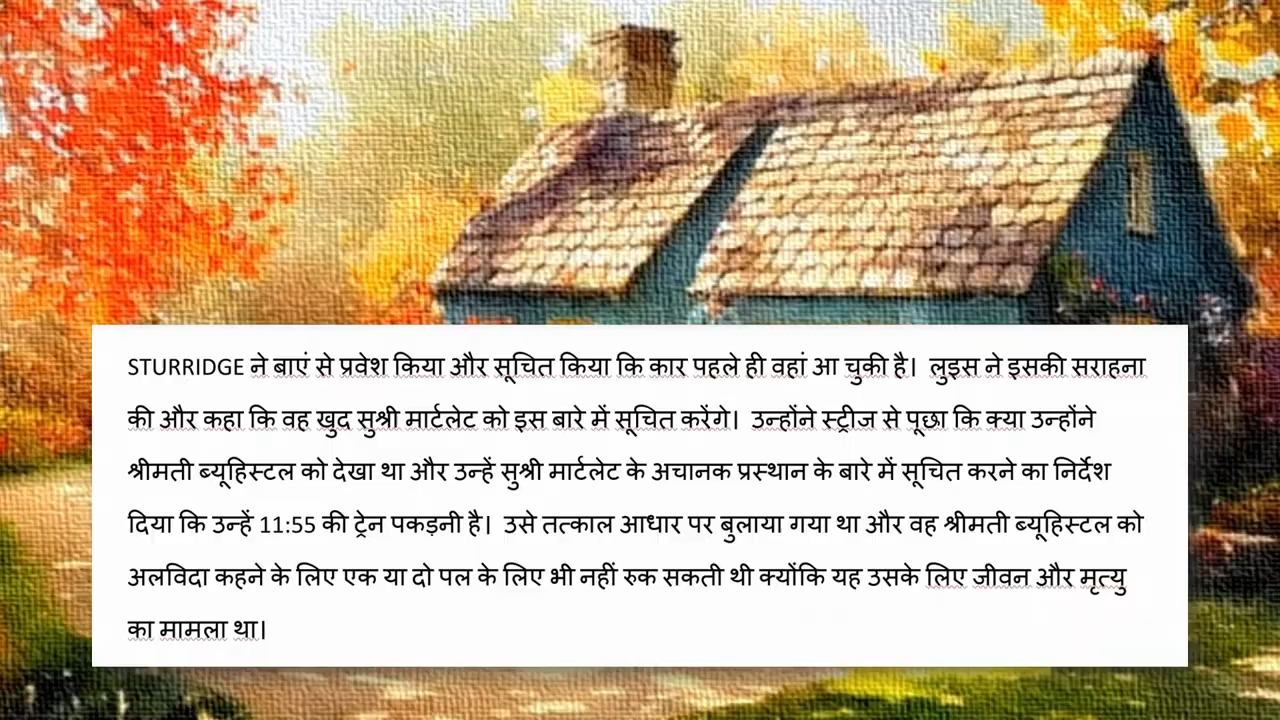 STURRIDGE ने बाएं से प्रवेश किया और सूचित किया कि कार पहले ही वहां आ चुकी है। लुइस ने इसकी सराहना
की और कहा कि वह खुद सुश्री मार्टलेट को इस बारे में सूचित करेंगे। उन्होंने स्ट्रीज से पूछा कि क्या उन्होंने
श्रीमती ब्यूहिस्टल को देखा था और उन्हें सुश्री मार्टलेट के अचानक प्रस्थान के बारे में सूचित करने का निर्देश
दिया कि उन्हें 11:55 की ट्रेन पकड़नी है। उसे तत्काल आधार पर बुलाया गया था और वह श्रीमती ब्यूहिस्टल को
अलविदा कहने के लिए एक या दो पल के लिए भी नहीं रुक सकती थी क्योंकि यह उसके लिए जीवन और मृत्यु
का मामला था।